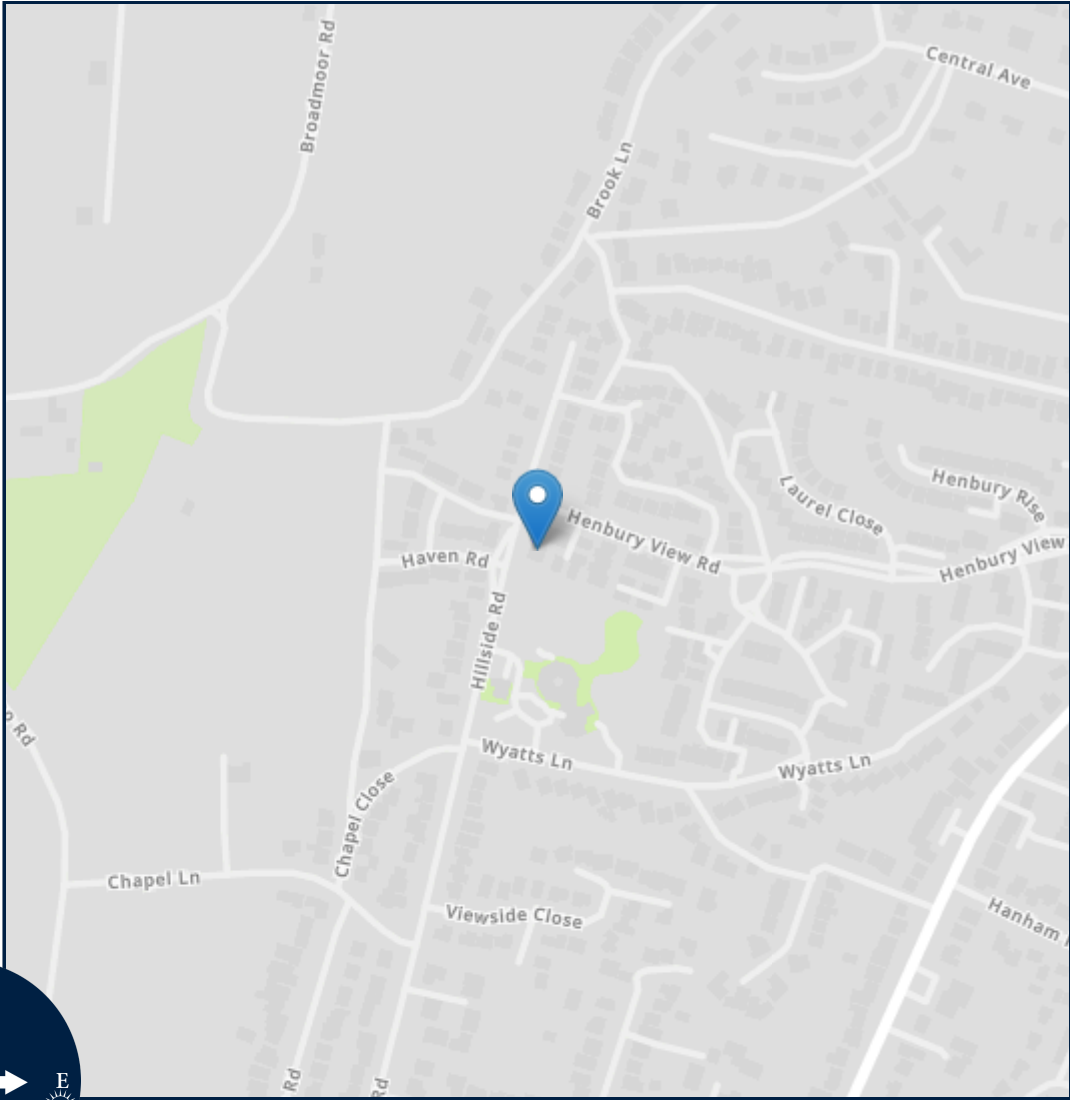 Central Ave
Broadmoor Rd
Brook Ln
Henbury Rise
Laurel Close
Henbury View Rd
Henbury View
Haven Rd
Hillside Rd
Rd
Wyatts Ln
Wyatts Ln
Chapel Close
Chapel Ln
Viewside Close
Hanham
Rd
Rd
E